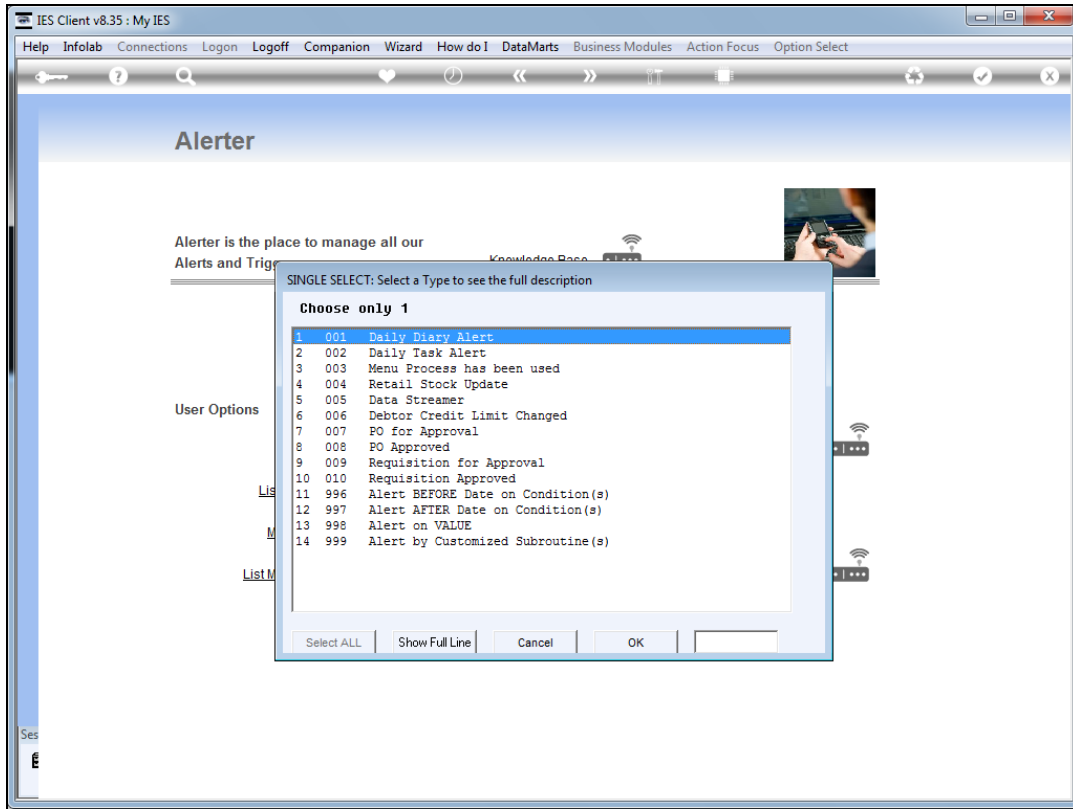 IES Client v8.35 : My IES
Help Infolab Connections Logon Logoff Companion Wizard How do I DataMarts Business Modules Action Focus Option Select
Alerter
Alerter is the place to manage all our
Alerts and Trigg
Knowledge Base
SINGLE SELECT: Select a Type to see the full description
Choose only 1
1 001 Daily Diary Alert
2 002 Daily Task Alert
3 003 Menu Process has been used
4 004 Retail Stock Update
5 005 Data Streamer
6 006 Debtor Credit Limit Changed
7 007 PO for Approval
8 008 PO Approved
9 009 Requisition for Approval
10 010 Requisition Approved
11 996 Alert BEFORE Date on Condition(s)
12 997 Alert AFTER Date on Condition(s)
13 998 Alert on VALUE
14 999 Alert by Customized Subroutine(s)
User Options
Lis
M
List M
Select ALL Show Full Line Cancel OK
Ses